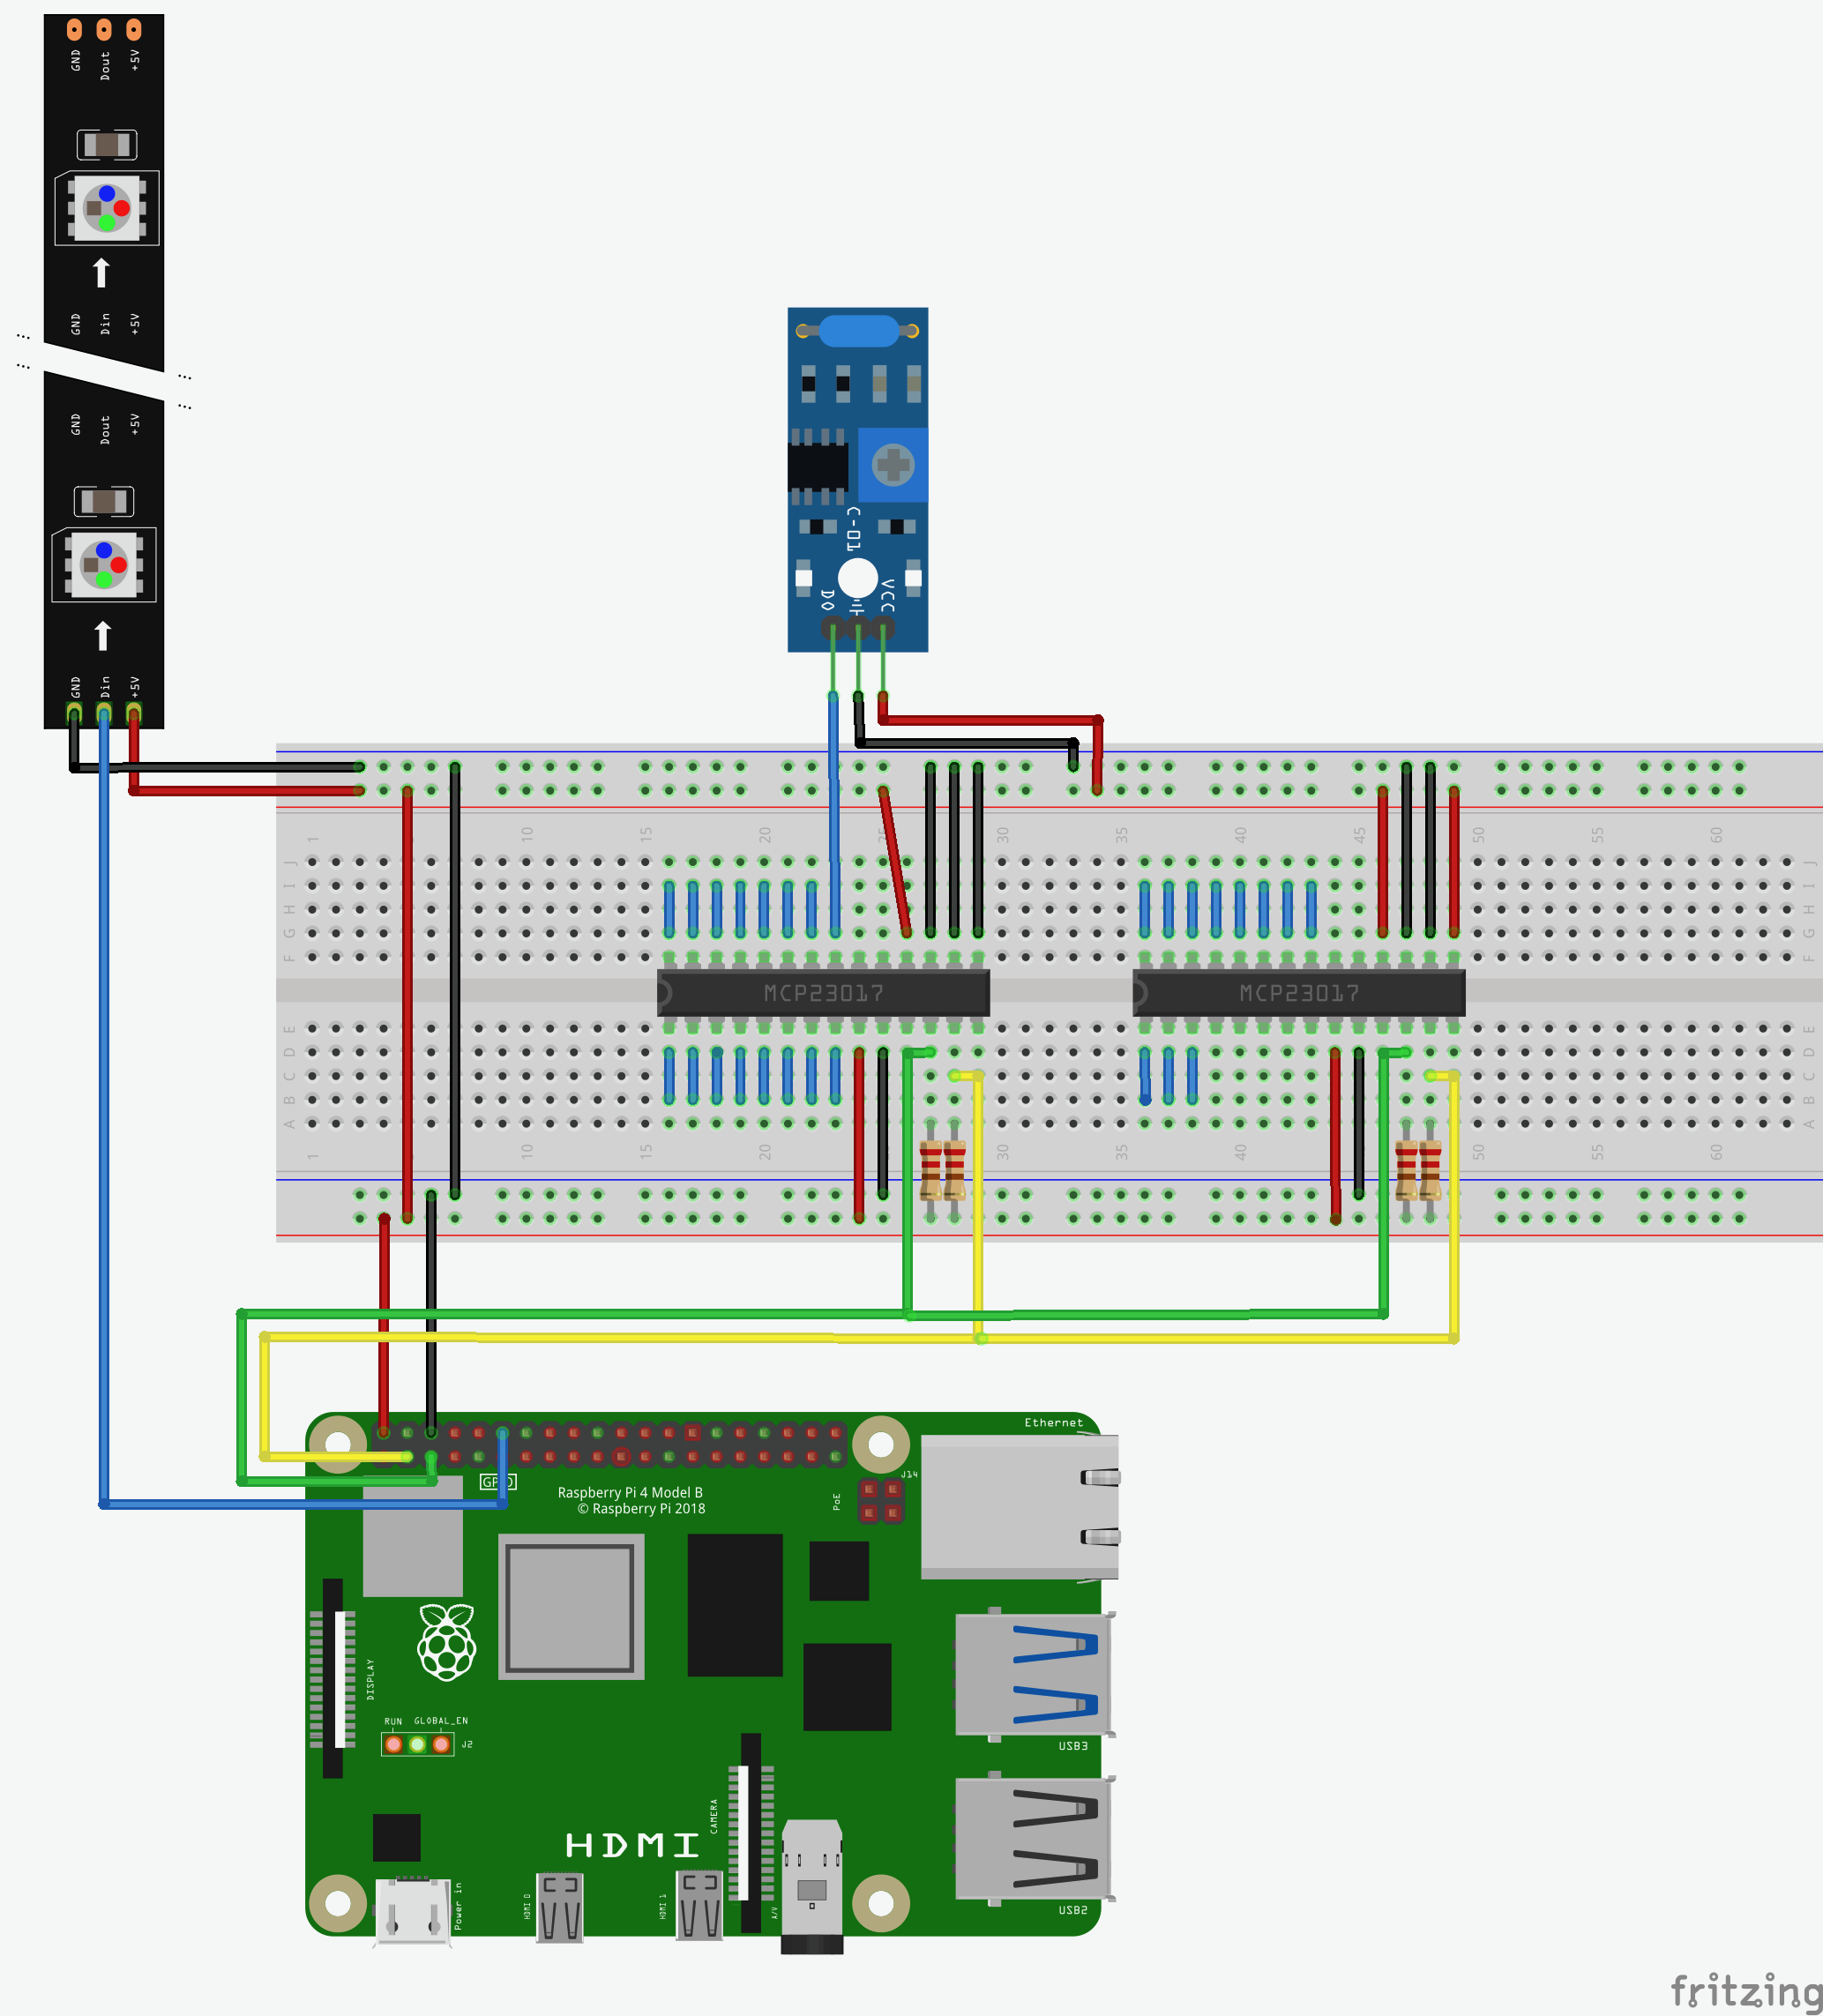 GND Dout +5V
GND Din +5V
GND Dout +5V
GND Din +5V
C-01
DO VCC
1 10 15 20 25 30 35 40 45 50 55 60
J J
I I
H H
G G
F F
MCP23017 MCP23017
E E
D D
C C
B B
A A
1 10 15 20 30 35 40 45 50 55 60
Ethernet
J14
GPIO
Raspberry Pi 4 Model B
© Raspberry Pi 2018
PoE
DISPLAY
RUN GLOBAL_EN
J2
USB3
CAMERA
HDMI
Power in
HDMI 0
HDMI 1
A/V
USB2
fritzing